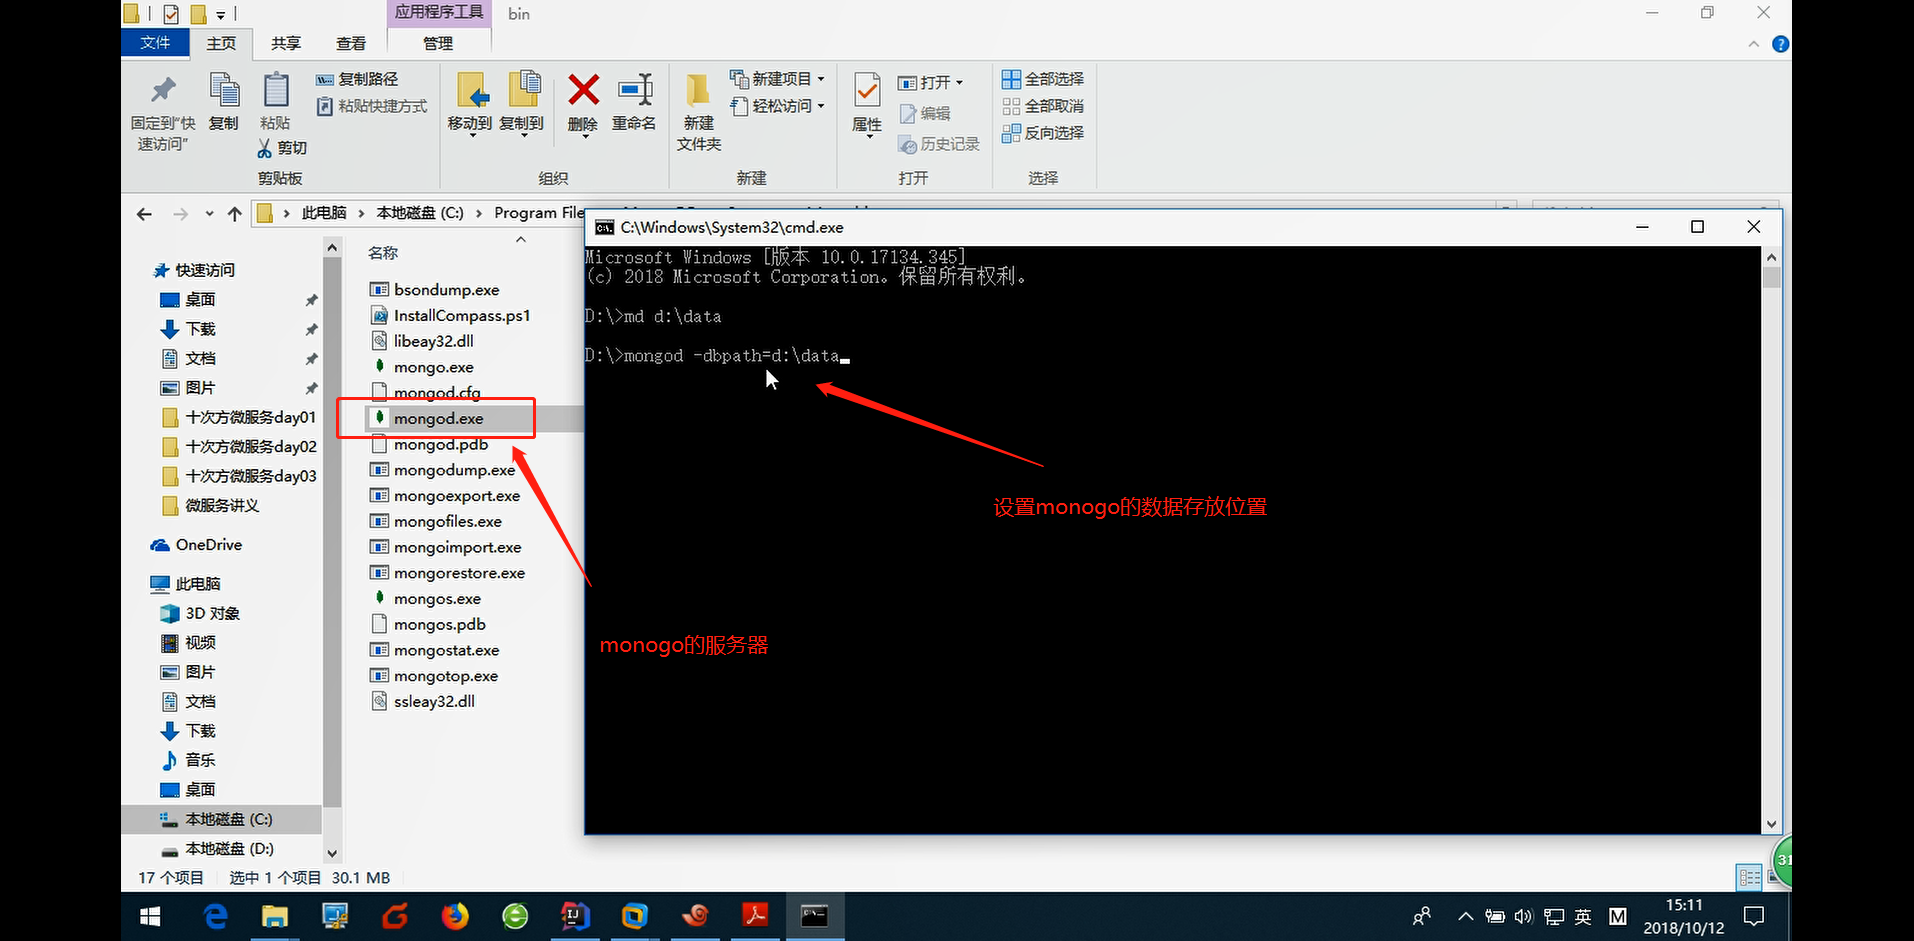 应用程序工具
bin
文件
主页
共享
查看
管理
固定到“快
速访问”
复制
粘贴
复制路径
粘贴快捷方式
剪切
剪贴板
移动到
复制到
删除
重命名
组织
新建
文件夹
新建项目
轻松访问
新建
属性
打开
编辑
历史记录
打开
全部选择
全部取消
反向选择
选择
此电脑 › 本地磁盘 (C:) › Program File
快速访问
桌面
下载
文档
图片
十次方微服务day01
十次方微服务day02
十次方微服务day03
微服务讲义
OneDrive
此电脑
3D 对象
视频
图片
文档
下载
音乐
桌面
本地磁盘 (C:)
本地磁盘 (D:)
名称
bsondump.exe
InstallCompass.ps1
libeay32.dll
mongo.exe
mongod.cfg
mongod.exe
mongod.pdb
mongodump.exe
mongoexport.exe
mongofiles.exe
mongoimport.exe
mongorestore.exe
mongos.exe
mongos.pdb
mongostat.exe
mongotop.exe
ssleay32.dll
C:\Windows\System32\cmd.exe
Microsoft Windows [版本 10.0.17134.345]
(c) 2018 Microsoft Corporation。保留所有权利。
D:\>md d:\data
D:\>mongod -dbpath=d:\data
设置monogo的数据存放位置
monogo的服务器
17 个项目
选中 1 个项目 30.1 MB
31
英
M
15:11
2018/10/12